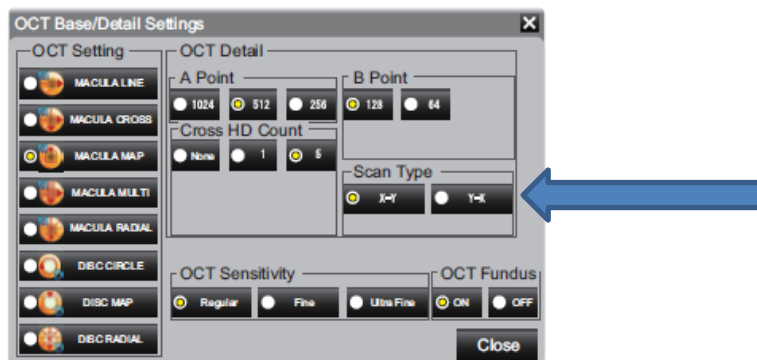 OCT Base/Detail Settings
OCT Setting
MACULA LINE
MACULA CROSS
MACULA MAP
MACULA MULTI
MACULA RADIAL
DISC CIRCLE
DISC MAP
DISC RADIAL
OCT Detail
A Point
1024 512 256
B Point
128 64
Cross HD Count
None 1 5
Scan Type
X-Y Y-X
OCT Sensitivity
Regular Fine Ultra Fine
OCT Fundus
ON OFF
Close